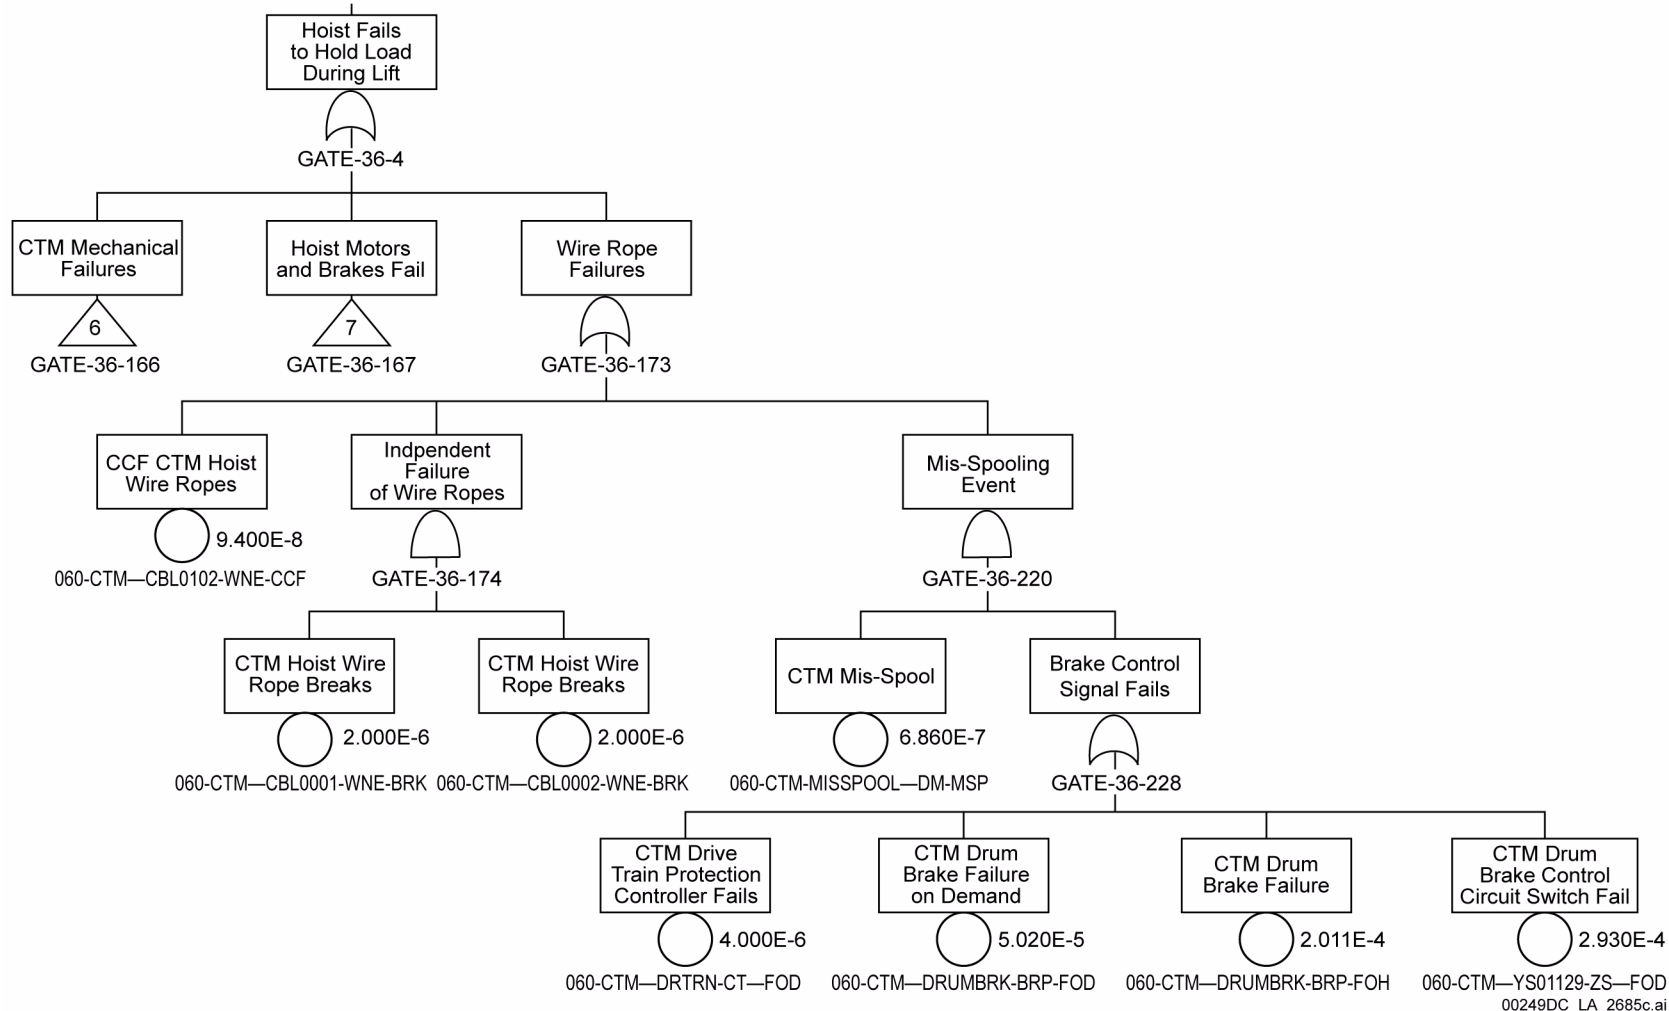 Hoist Fails
to Hold Load
During Lift
GATE-36-4
CTM Mechanical
Failures
6
GATE-36-166
Hoist Motors
and Brakes Fail
7
GATE-36-167
Wire Rope
Failures
GATE-36-173
CCF CTM Hoist
Wire Ropes
9.400E-8
060-CTM—CBL0102-WNE-CCF
Indpendent
Failure
of Wire Ropes
GATE-36-174
Mis-Spooling
Event
GATE-36-220
CTM Hoist Wire
Rope Breaks
2.000E-6
060-CTM—CBL0001-WNE-BRK
CTM Hoist Wire
Rope Breaks
2.000E-6
060-CTM—CBL0002-WNE-BRK
CTM Mis-Spool
6.860E-7
060-CTM-MISSPOOL—DM-MSP
Brake Control
Signal Fails
GATE-36-228
CTM Drive
Train Protection
Controller Fails
4.000E-6
060-CTM—DRTRN-CT—FOD
CTM Drum
Brake Failure
on Demand
5.020E-5
060-CTM—DRUMBRK-BRP-FOD
CTM Drum
Brake Failure
2.011E-4
060-CTM—DRUMBRK-BRP-FOH
CTM Drum
Brake Control
Circuit Switch Fail
2.930E-4
060-CTM—YS01129-ZS—FOD
00249DC_LA_2685c.ai